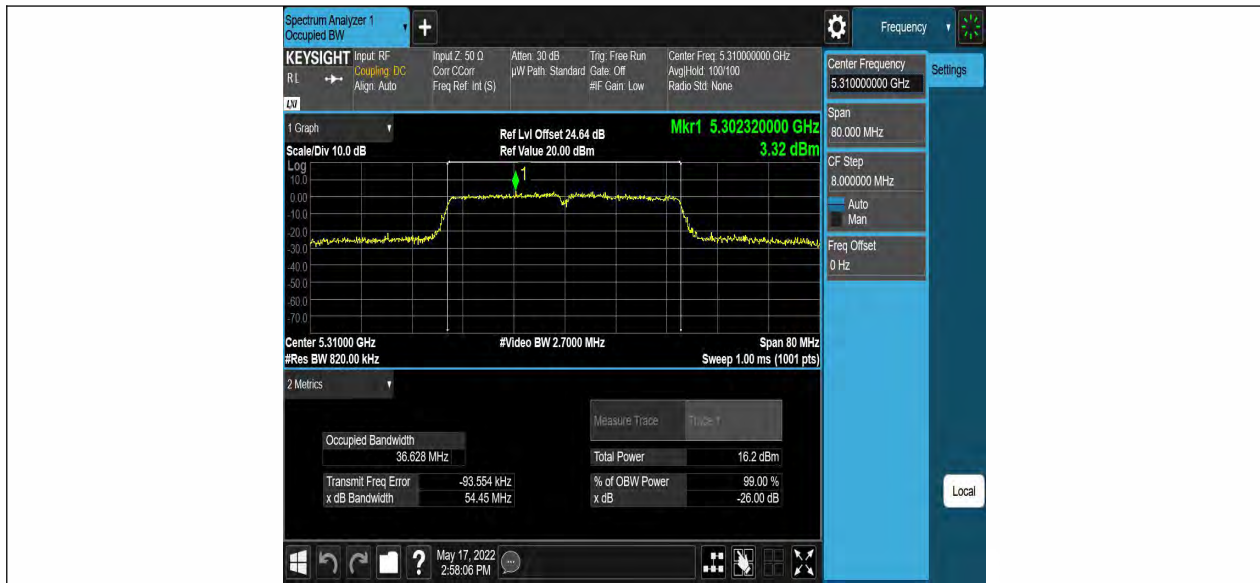 Spectrum Analyzer 1
Occupied BW
+
Frequency
KEYSIGHT
RL
LXI
Input: RF
Coupling: DC
Align: Auto
Input Z: 50 Ω
Corr CCorr
Freq Ref: Int (S)
Atten: 30 dB
µW Path: Standard
Trig: Free Run
Gate: Off
#IF Gain: Low
Center Freq: 5.310000000 GHz
Avg|Hold: 100/100
Radio Std: None
Center Frequency
5.310000000 GHz
Settings
Span
80.000 MHz
CF Step
8.000000 MHz
Auto
Man
Freq Offset
0 Hz
1 Graph
Scale/Div 10.0 dB
Ref Lvl Offset 24.64 dB
Ref Value 20.00 dBm
Mkr1 5.302320000 GHz
3.32 dBm
Log
10.0
0.00
-10.0
-20.0
-30.0
-40.0
-50.0
-60.0
-70.0
1
Center 5.31000 GHz
#Res BW 820.00 kHz
#Video BW 2.7000 MHz
Span 80 MHz
Sweep 1.00 ms (1001 pts)
2 Metrics
Measure Trace Trace 1
Occupied Bandwidth
36.628 MHz
Total Power 16.2 dBm
Transmit Freq Error -93.554 kHz
% of OBW Power 99.00 %
x dB Bandwidth 54.45 MHz
x dB -26.00 dB
Local
?
May 17, 2022
2:58:06 PM